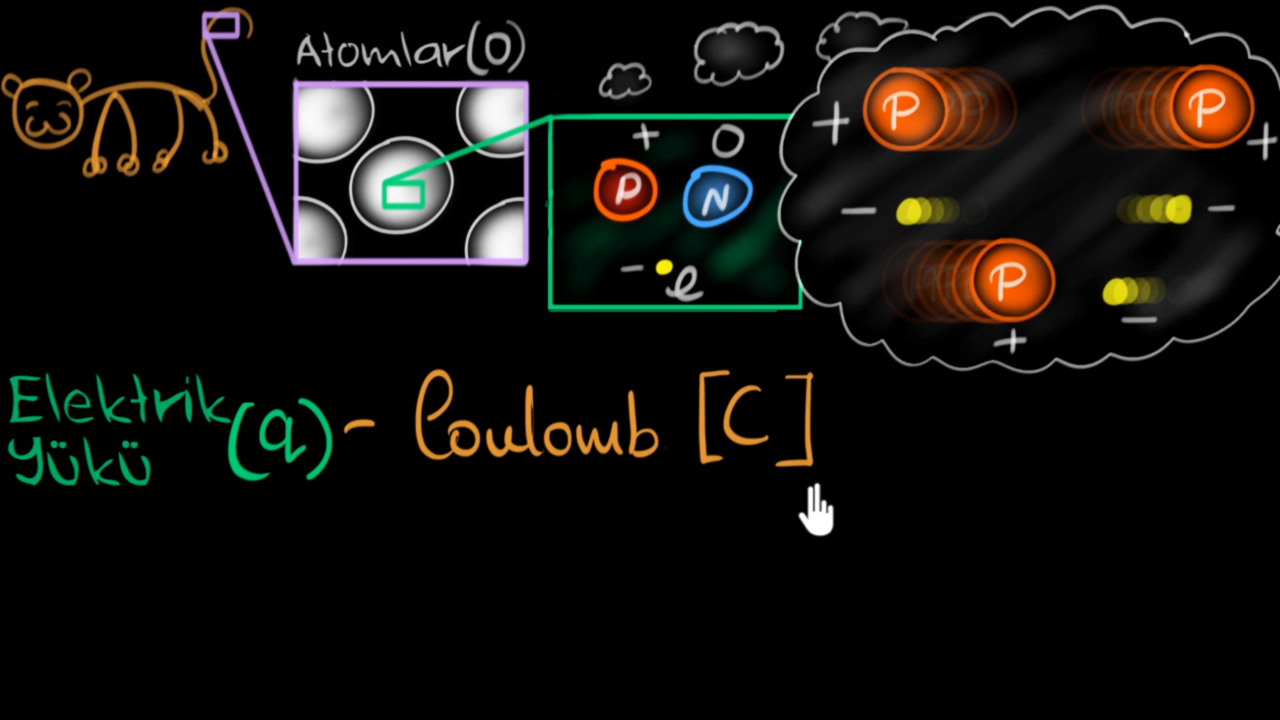 Atomlar(0)
+ 0
P N
- e
+ P P +
- -
P -
+
Elektrik yükü (q) - Coulomb [C]